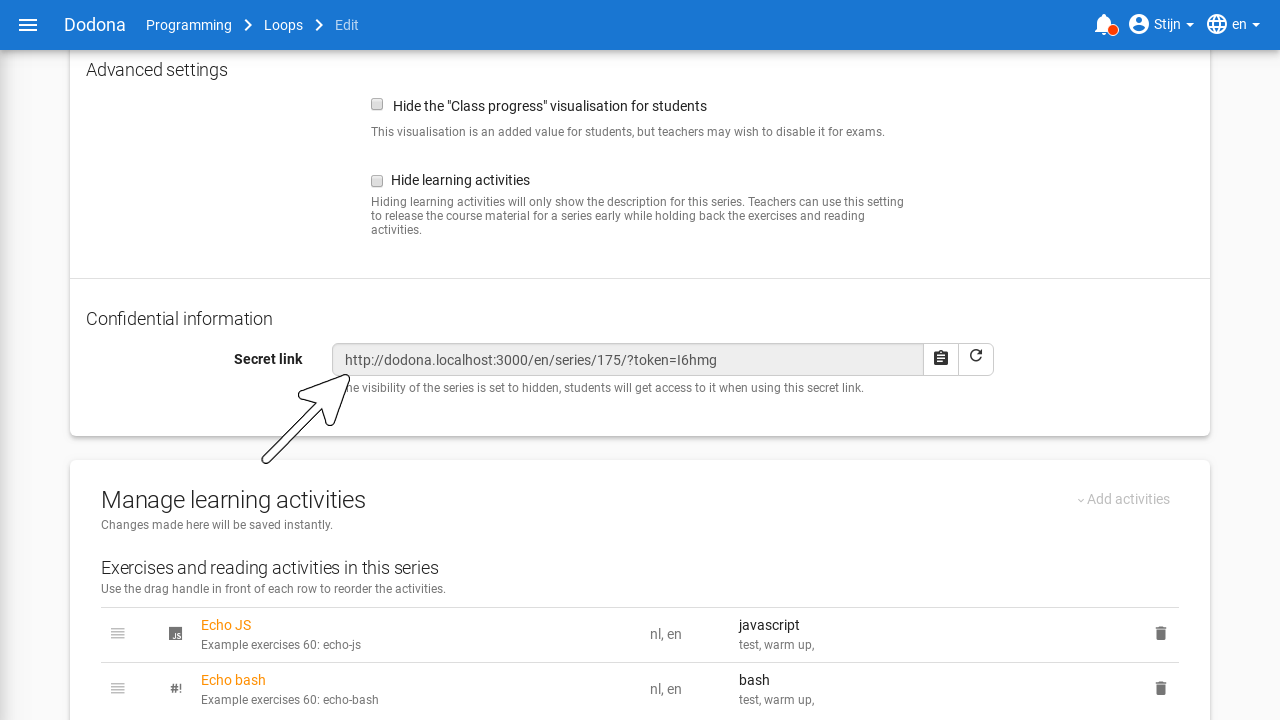 Dodona Programming Loops Edit Stijn en
Advanced settings
Hide the "Class progress" visualisation for students
This visualisation is an added value for students, but teachers may wish to disable it for exams.
Hide learning activities
Hiding learning activities will only show the description for this series. Teachers can use this setting
to release the course material for a series early while holding back the exercises and reading
activities.
Confidential information
Secret link http://dodona.localhost:3000/en/series/175/?token=I6hmg
visibility of the series is set to hidden, students will get access to it when using this secret link.
Manage learning activities
Add activities
Changes made here will be saved instantly.
Exercises and reading activities in this series
Use the drag handle in front of each row to reorder the activities.
JS Echo JS nl, en javascript
Example exercises 60: echo-js test, warm up,
#! Echo bash nl, en bash
Example exercises 60: echo-bash test, warm up,